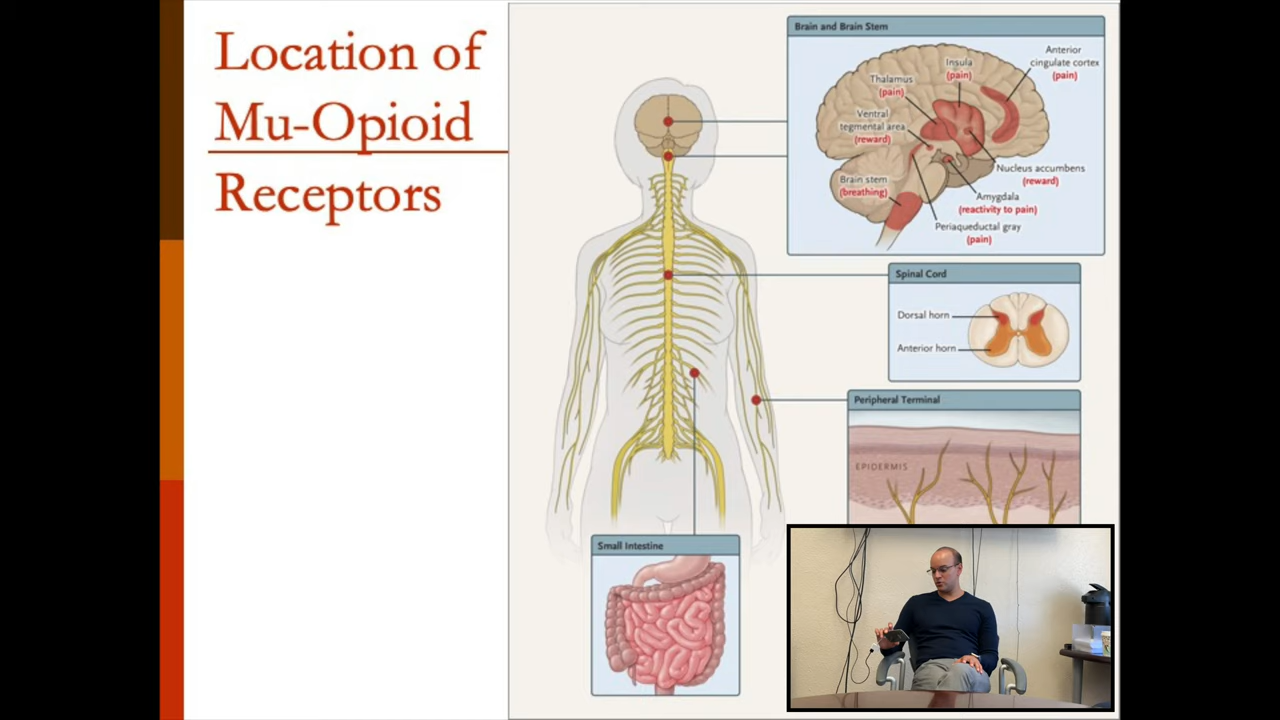 Location of
Mu-Opioid
Receptors
Brain and Brain Stem
Anterior
cingulate cortex
(pain)
Insula
(pain)
Thalamus
(pain)
Ventral
tegmental area
(reward)
Nucleus accumbens
(reward)
Brain stem
(breathing)
Amygdala
(reactivity to pain)
Periaqueductal gray
(pain)
Spinal Cord
Dorsal horn
Anterior horn
Peripheral Terminal
EPIDERMIS
Small Intestine